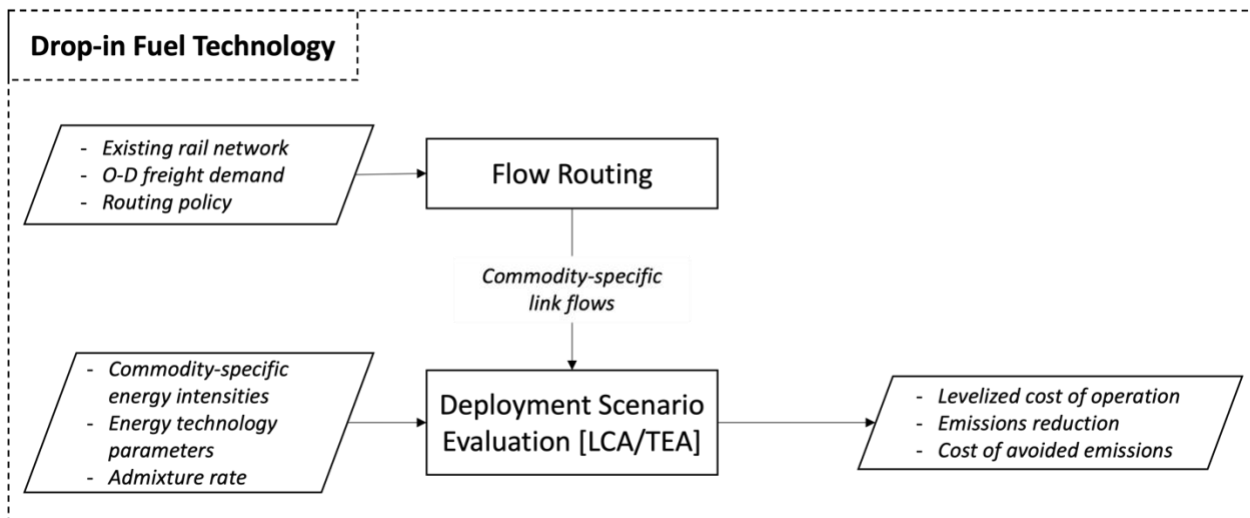 Drop-in Fuel Technology
- Existing rail network
- O-D freight demand
- Routing policy
Flow Routing
Commodity-specific
link flows
- Commodity-specific
energy intensities
- Energy technology
parameters
- Admixture rate
Deployment Scenario
Evaluation [LCA/TEA]
- Levelized cost of operation
- Emissions reduction
- Cost of avoided emissions